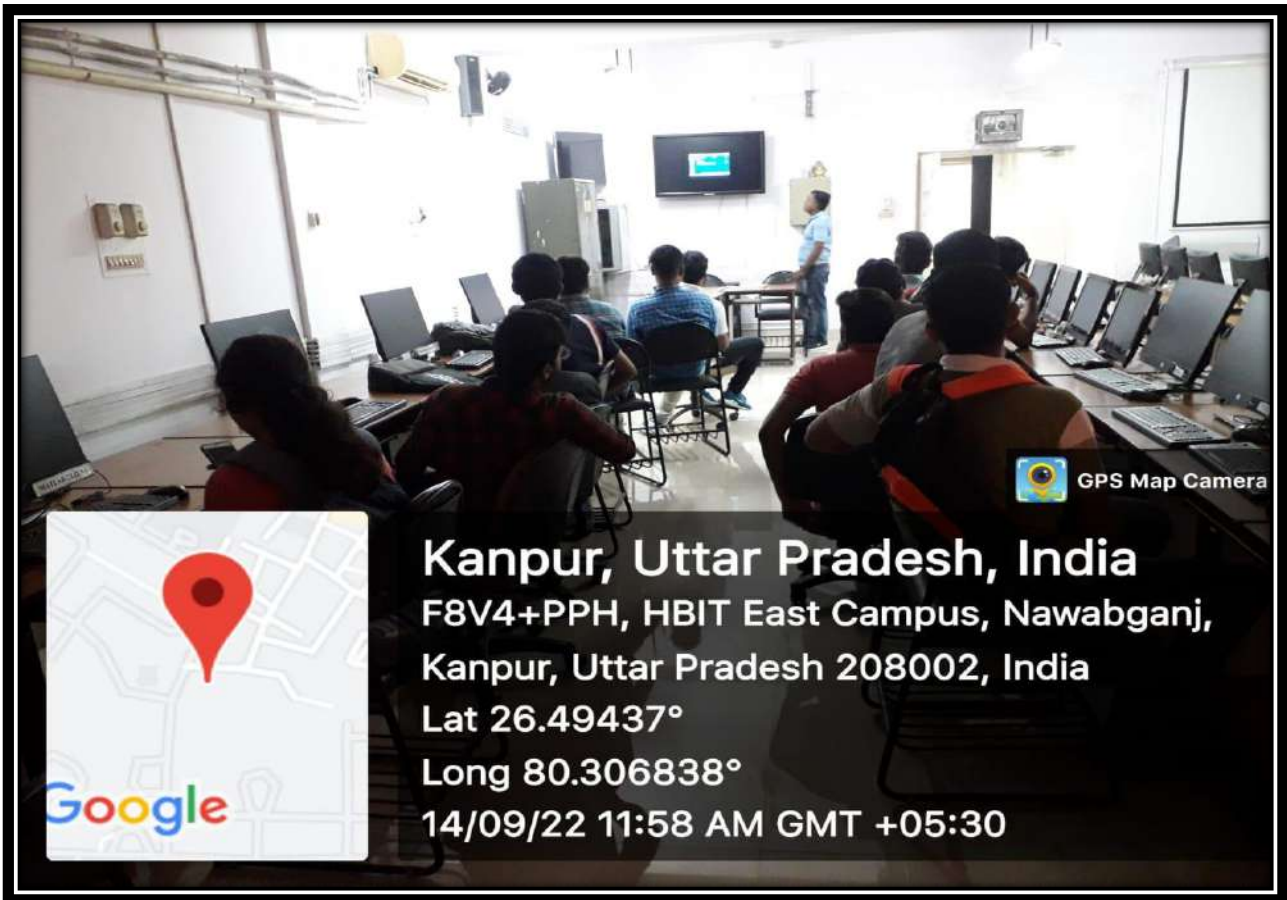 GPS Map Camera
Kanpur, Uttar Pradesh, India
F8V4+PPH, HBIT East Campus, Nawabganj,
Kanpur, Uttar Pradesh 208002, India
Lat 26.49437°
Long 80.306838°
14/09/22 11:58 AM GMT +05:30
Google